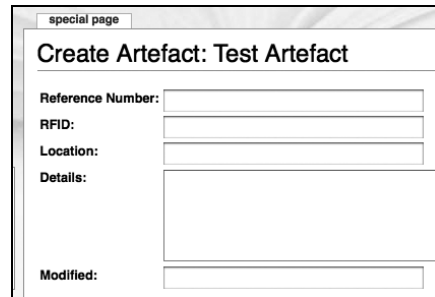 special page
Create Artefact: Test Artefact
Reference Number:
RFID:
Location:
Details:
Modified: